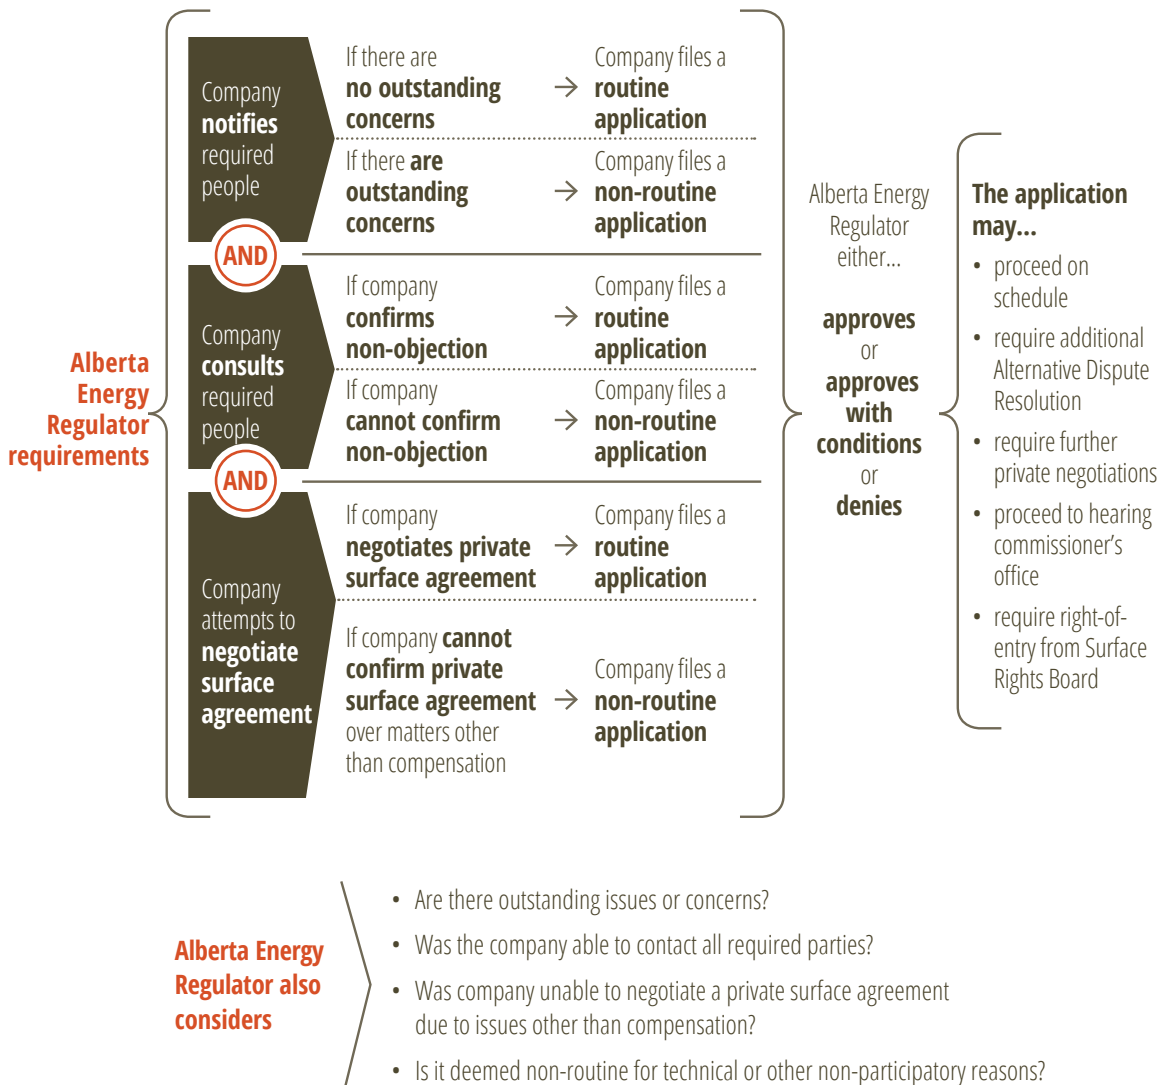 Alberta
Energy
Regulator
requirements
Company
notifies
required
people
If there are
no outstanding
concerns
→
Company files a
routine
application
If there are
outstanding
concerns
→
Company files a
non-routine
application
AND
Company
consults
required
people
If company
confirms
non-objection
→
Company files a
routine
application
If company
cannot confirm
non-objection
→
Company files a
non-routine
application
AND
Company
attempts to
negotiate
surface
agreement
If company
negotiates private
surface agreement
→
Company files a
routine
application
If company cannot
confirm private
surface agreement
over matters other
than compensation
→
Company files a
non-routine
application
Alberta Energy
Regulator
either...
approves
or
approves
with
conditions
or
denies
The application
may...
• proceed on
schedule
• require additional
Alternative Dispute
Resolution
• require further
private negotiations
• proceed to hearing
commissioner's
office
• require right-of-
entry from Surface
Rights Board
Alberta Energy
Regulator also
considers
• Are there outstanding issues or concerns?
• Was the company able to contact all required parties?
• Was company unable to negotiate a private surface agreement
due to issues other than compensation?
• Is it deemed non-routine for technical or other non-participatory reasons?